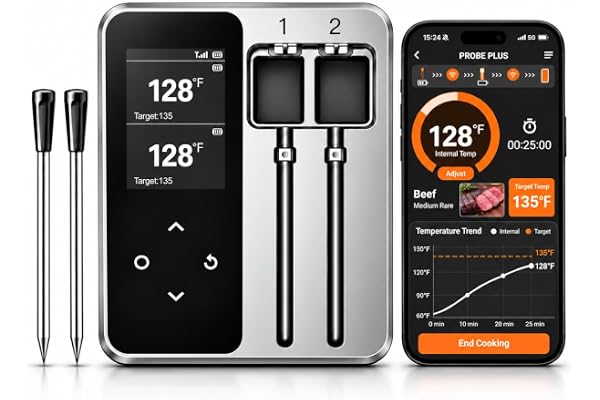 1 2
128°F
Target:135
128°F
Target:135
15:24
5G
PROBE PLUS
128°F
Internal Temp
Adjust
00:25:00
Beef
Medium Rare
Target Temp
135°F
Temperature Trend
Internal
Target
150°F
120°F
90°F
60°F
135°F
128°F
0 min
10 min
20 min
25 min
End Cooking